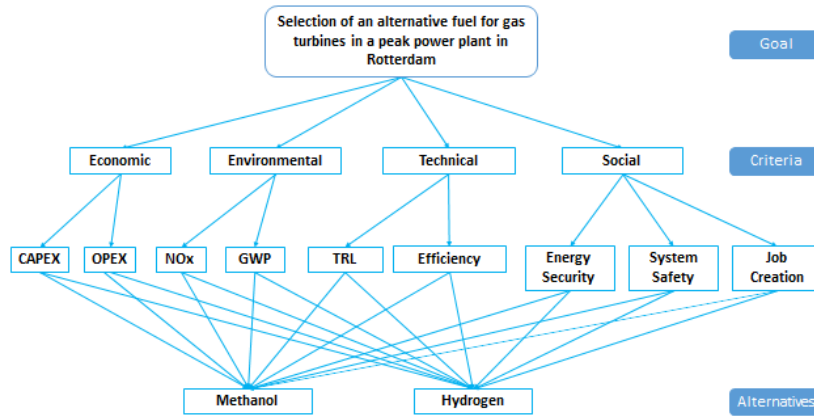 Selection of an alternative fuel for gas
turbines in a peak power plant in
Rotterdam
Goal
Economic
Environmental
Technical
Social
Criteria
CAPEX
OPEX
NOx
GWP
TRL
Efficiency
Energy
Security
System
Safety
Job
Creation
Methanol
Hydrogen
Alternatives